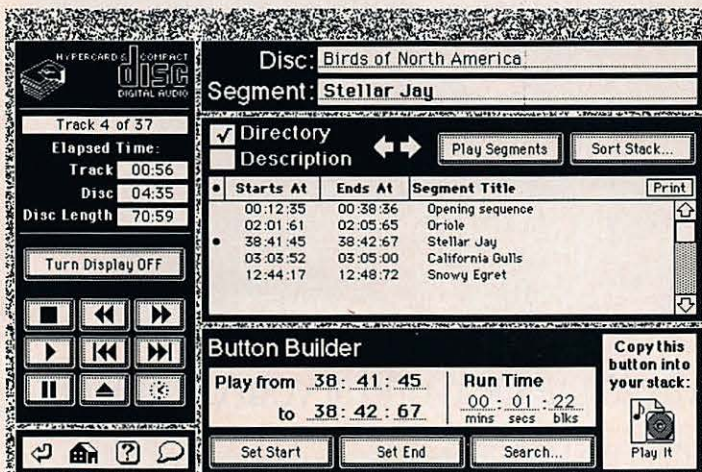 HYPERCARD & COMPACT
disc
DIGITAL AUDIO
Track 4 of 37
Elapsed Time:
Track 00:56
Disc 04:35
Disc Length 70:59
Turn Display OFF
Disc: Birds of North America
Segment: Stellar Jay
Directory
Description
Play Segments
Sort Stack...
• Starts At Ends At Segment Title Print
00:12:35 00:38:36 Opening sequence
02:01:61 02:05:65 Oriole
• 38:41:45 38:42:67 Stellar Jay
03:03:52 03:05:00 California Gulls
12:44:17 12:48:72 Snowy Egret
Button Builder
Play from 38: 41: 45
to 38: 42: 67
Run Time
00: 01: 22
mins secs blks
Set Start
Set End
Search...
Copy this
button into
your stack:
Play It